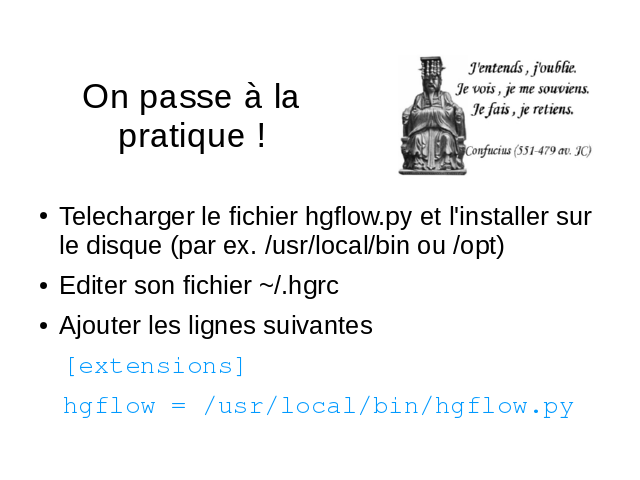 On passe à la
pratique !
J'entends , j'oublie.
Je vois , je me souviens.
Je fais , je retiens.
Confucius (551-479 av. JC)
• Telecharger le fichier hgflow.py et l'installer sur
le disque (par ex. /usr/local/bin ou /opt)
• Editer son fichier ~/.hgrc
• Ajouter les lignes suivantes
[extensions]
hgflow = /usr/local/bin/hgflow.py